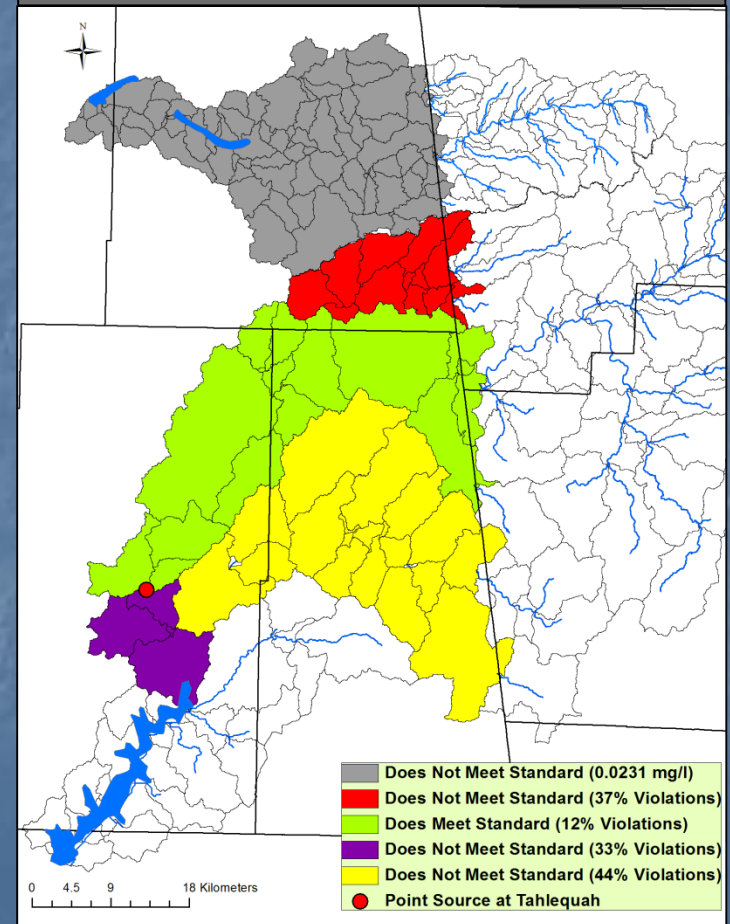 N
Does Not Meet Standard (0.0231 mg/l)
Does Not Meet Standard (37% Violations)
Does Meet Standard (12% Violations)
Does Not Meet Standard (33% Violations)
Does Not Meet Standard (44% Violations)
Point Source at Tahlequah
0 4.5 9 18 Kilometers